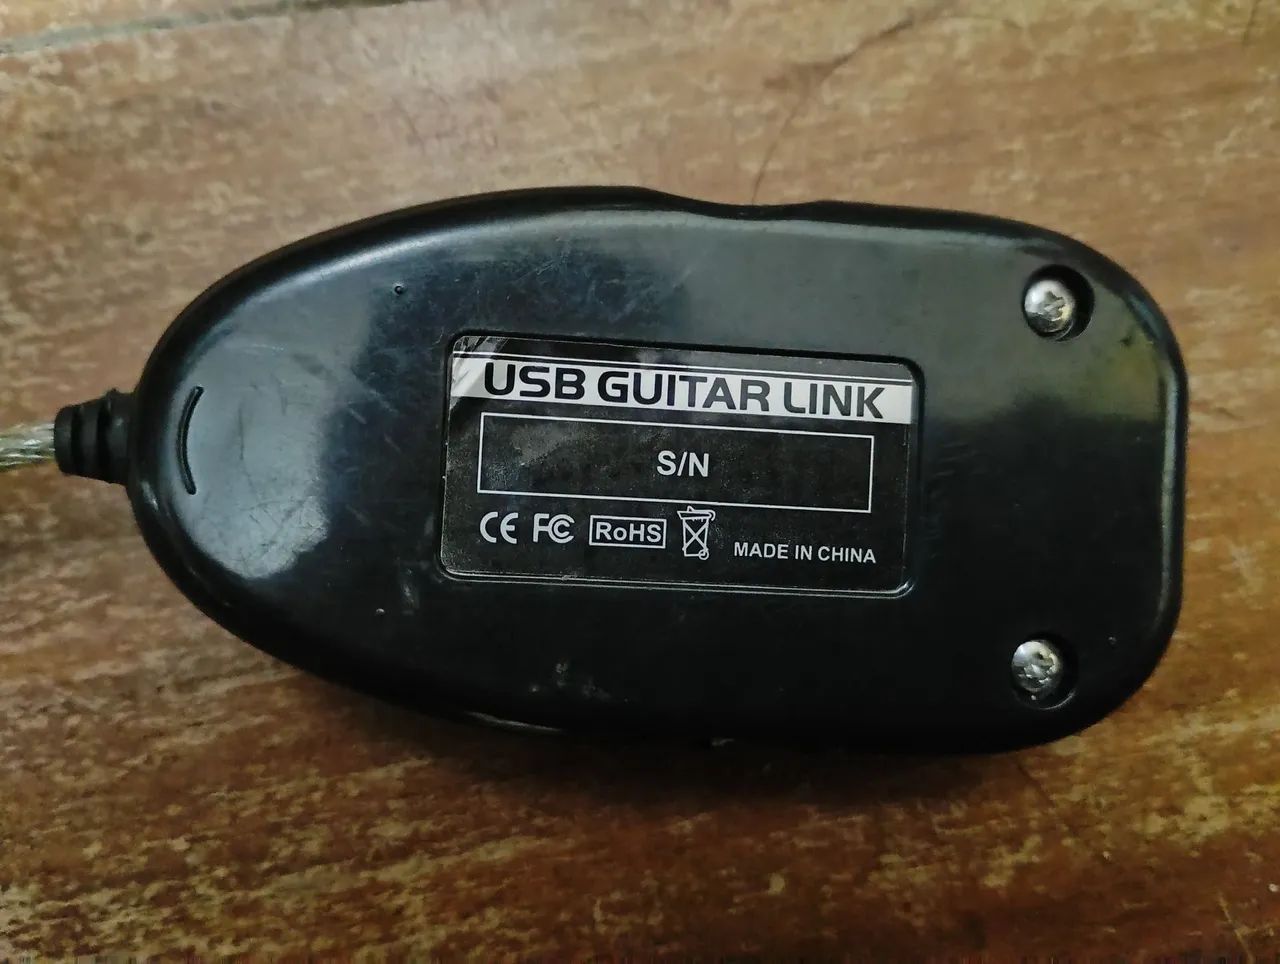 USB GUITAR LINK
S/N
CE FC RoHS MADE IN CHINA